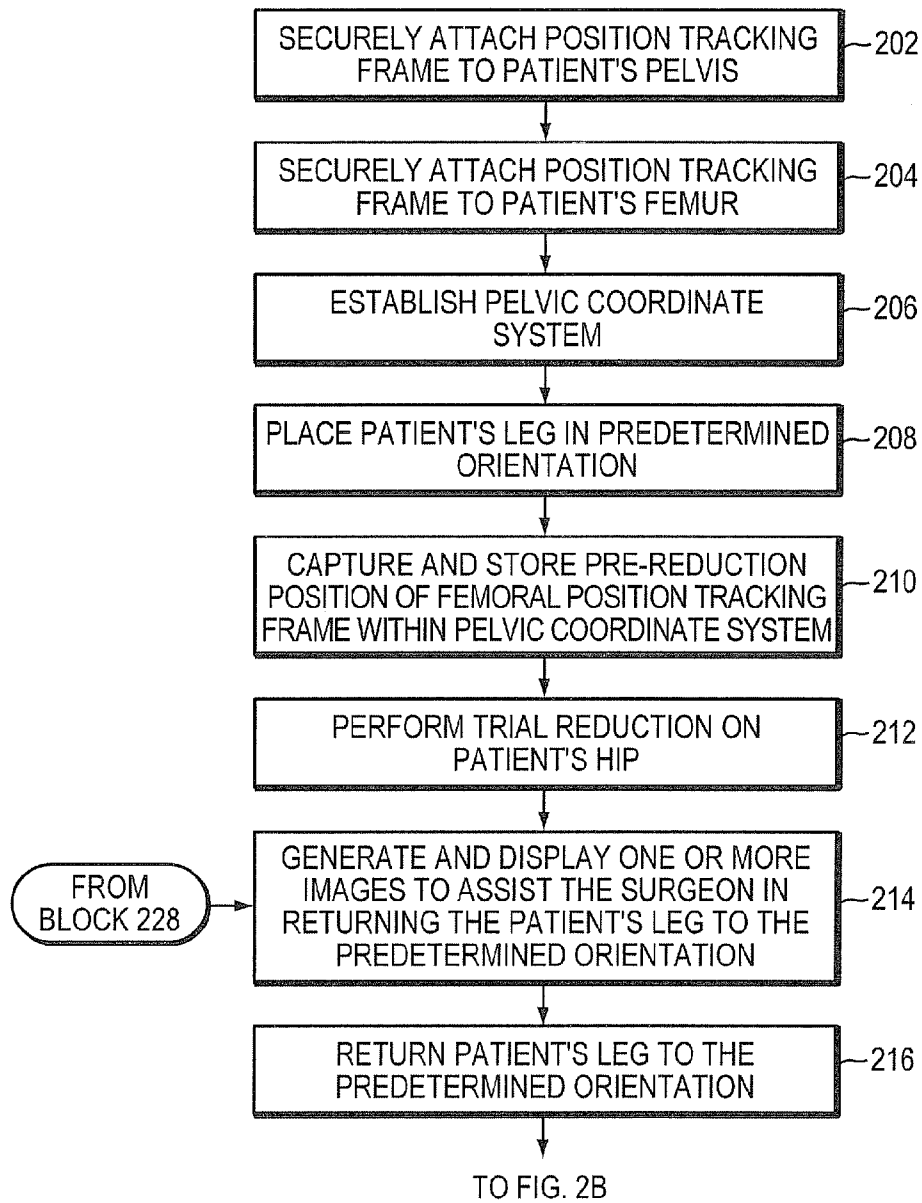 SECURELY ATTACH POSITION TRACKING
FRAME TO PATIENT'S PELVIS
202
SECURELY ATTACH POSITION TRACKING
FRAME TO PATIENT'S FEMUR
204
ESTABLISH PELVIC COORDINATE
SYSTEM
206
PLACE PATIENT'S LEG IN PREDETERMINED
ORIENTATION
208
CAPTURE AND STORE PRE-REDUCTION
POSITION OF FEMORAL POSITION TRACKING
FRAME WITHIN PELVIC COORDINATE SYSTEM
210
PERFORM TRIAL REDUCTION ON
PATIENT'S HIP
212
FROM
BLOCK 228
GENERATE AND DISPLAY ONE OR MORE
IMAGES TO ASSIST THE SURGEON IN
RETURNING THE PATIENT'S LEG TO THE
PREDETERMINED ORIENTATION
214
RETURN PATIENT'S LEG TO THE
PREDETERMINED ORIENTATION
216
TO FIG. 2B